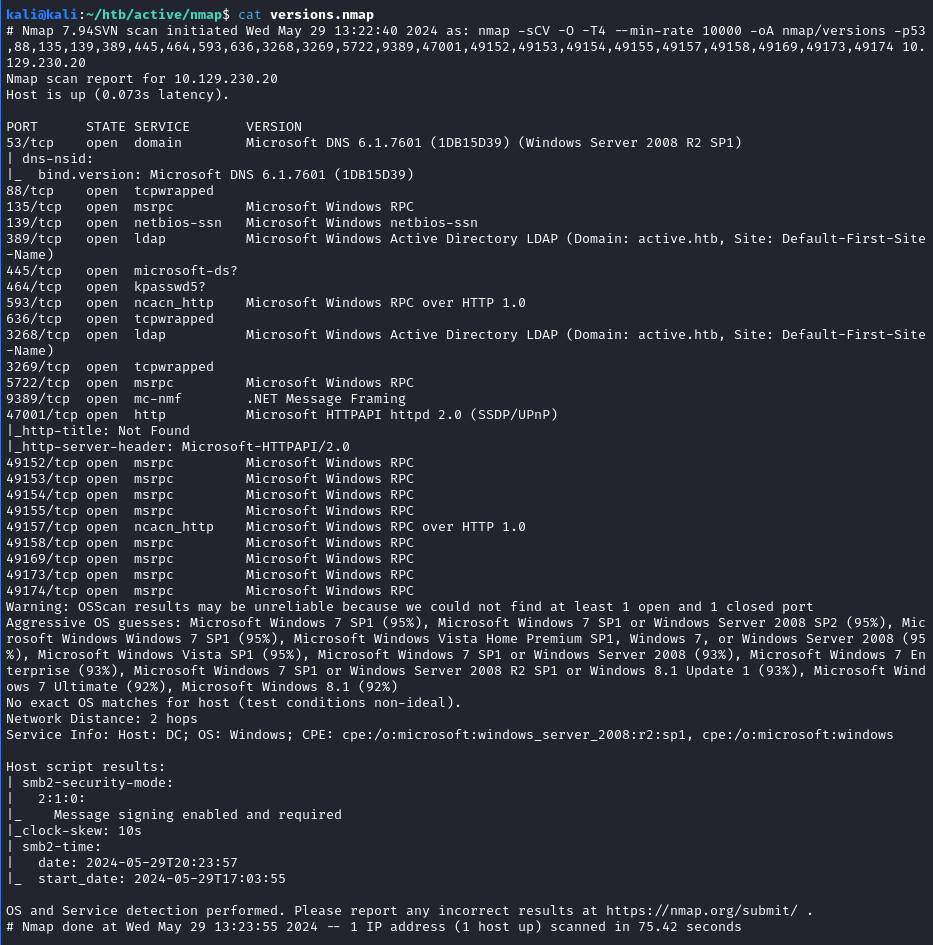 kali@kali:~/htb/active/nmap$ cat versions.nmap
# Nmap 7.94SVN scan initiated Wed May 29 13:22:40 2024 as: nmap -sCV -O -T4 --min-rate 10000 -oA nmap/versions -p53
,88,135,139,389,445,464,593,636,3268,3269,5722,9389,47001,49152,49153,49154,49155,49157,49158,49169,49173,49174 10.
129.230.20
Nmap scan report for 10.129.230.20
Host is up (0.073s latency).

PORT      STATE SERVICE       VERSION
53/tcp    open  domain        Microsoft DNS 6.1.7601 (1DB15D39) (Windows Server 2008 R2 SP1)
| dns-nsid:
|_  bind.version: Microsoft DNS 6.1.7601 (1DB15D39)
88/tcp    open  tcpwrapped
135/tcp   open  msrpc         Microsoft Windows RPC
139/tcp   open  netbios-ssn   Microsoft Windows netbios-ssn
389/tcp   open  ldap          Microsoft Windows Active Directory LDAP (Domain: active.htb, Site: Default-First-Site
-Name)
445/tcp   open  microsoft-ds?
464/tcp   open  kpasswd5?
593/tcp   open  ncacn_http    Microsoft Windows RPC over HTTP 1.0
636/tcp   open  tcpwrapped
3268/tcp  open  ldap          Microsoft Windows Active Directory LDAP (Domain: active.htb, Site: Default-First-Site
-Name)
3269/tcp  open  tcpwrapped
5722/tcp  open  msrpc         Microsoft Windows RPC
9389/tcp  open  mc-nmf        .NET Message Framing
47001/tcp open  http          Microsoft HTTPAPI httpd 2.0 (SSDP/UPnP)
|_http-title: Not Found
|_http-server-header: Microsoft-HTTPAPI/2.0
49152/tcp open  msrpc         Microsoft Windows RPC
49153/tcp open  msrpc         Microsoft Windows RPC
49154/tcp open  msrpc         Microsoft Windows RPC
49155/tcp open  msrpc         Microsoft Windows RPC
49157/tcp open  ncacn_http    Microsoft Windows RPC over HTTP 1.0
49158/tcp open  msrpc         Microsoft Windows RPC
49169/tcp open  msrpc         Microsoft Windows RPC
49173/tcp open  msrpc         Microsoft Windows RPC
49174/tcp open  msrpc         Microsoft Windows RPC
Warning: OSScan results may be unreliable because we could not find at least 1 open and 1 closed port
Aggressive OS guesses: Microsoft Windows 7 SP1 (95%), Microsoft Windows 7 SP1 or Windows Server 2008 SP2 (95%), Mic
rosoft Windows Windows 7 SP1 (95%), Microsoft Windows Vista Home Premium SP1, Windows 7, or Windows Server 2008 (95
%), Microsoft Windows Vista SP1 (95%), Microsoft Windows 7 SP1 or Windows Server 2008 (93%), Microsoft Windows 7 En
terprise (93%), Microsoft Windows 7 SP1 or Windows Server 2008 R2 SP1 or Windows 8.1 Update 1 (93%), Microsoft Wind
ows 7 Ultimate (92%), Microsoft Windows 8.1 (92%)
No exact OS matches for host (test conditions non-ideal).
Network Distance: 2 hops
Service Info: Host: DC; OS: Windows; CPE: cpe:/o:microsoft:windows_server_2008:r2:sp1, cpe:/o:microsoft:windows

Host script results:
| smb2-security-mode:
|   2:1:0:
|_    Message signing enabled and required
|_clock-skew: 10s
| smb2-time:
|   date: 2024-05-29T20:23:57
|_  start_date: 2024-05-29T17:03:55

OS and Service detection performed. Please report any incorrect results at https://nmap.org/submit/ .
# Nmap done at Wed May 29 13:23:55 2024 -- 1 IP address (1 host up) scanned in 75.42 seconds